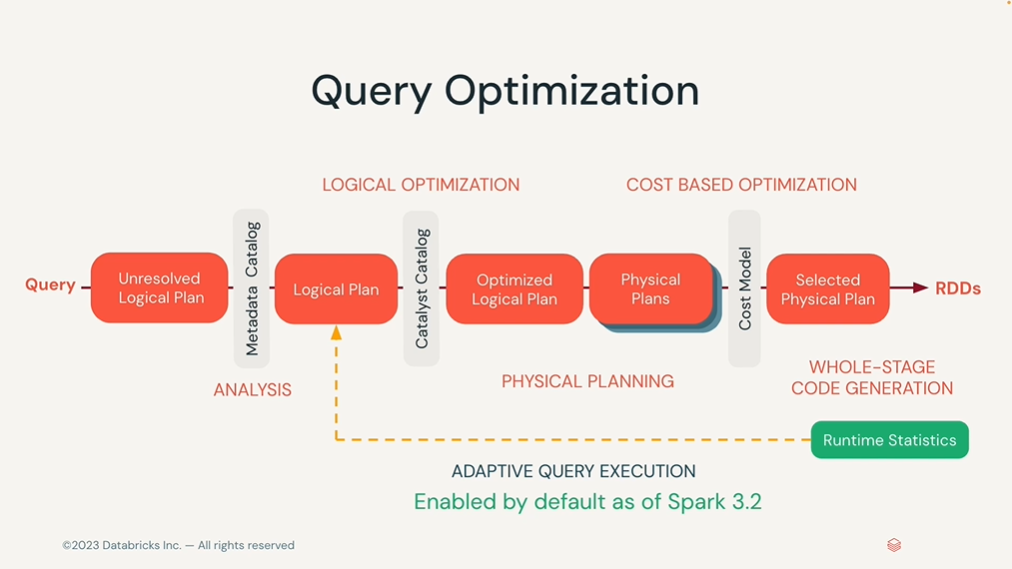 Query Optimization
LOGICAL OPTIMIZATION
COST BASED OPTIMIZATION
Query
Unresolved
Logical Plan
Metadata Catalog
Logical Plan
Catalyst Catalog
Optimized
Logical Plan
Physical
Plans
Cost Model
Selected
Physical Plan
RDDs
ANALYSIS
PHYSICAL PLANNING
WHOLE-STAGE
CODE GENERATION
Runtime Statistics
ADAPTIVE QUERY EXECUTION
Enabled by default as of Spark 3.2
©2023 Databricks Inc. — All rights reserved